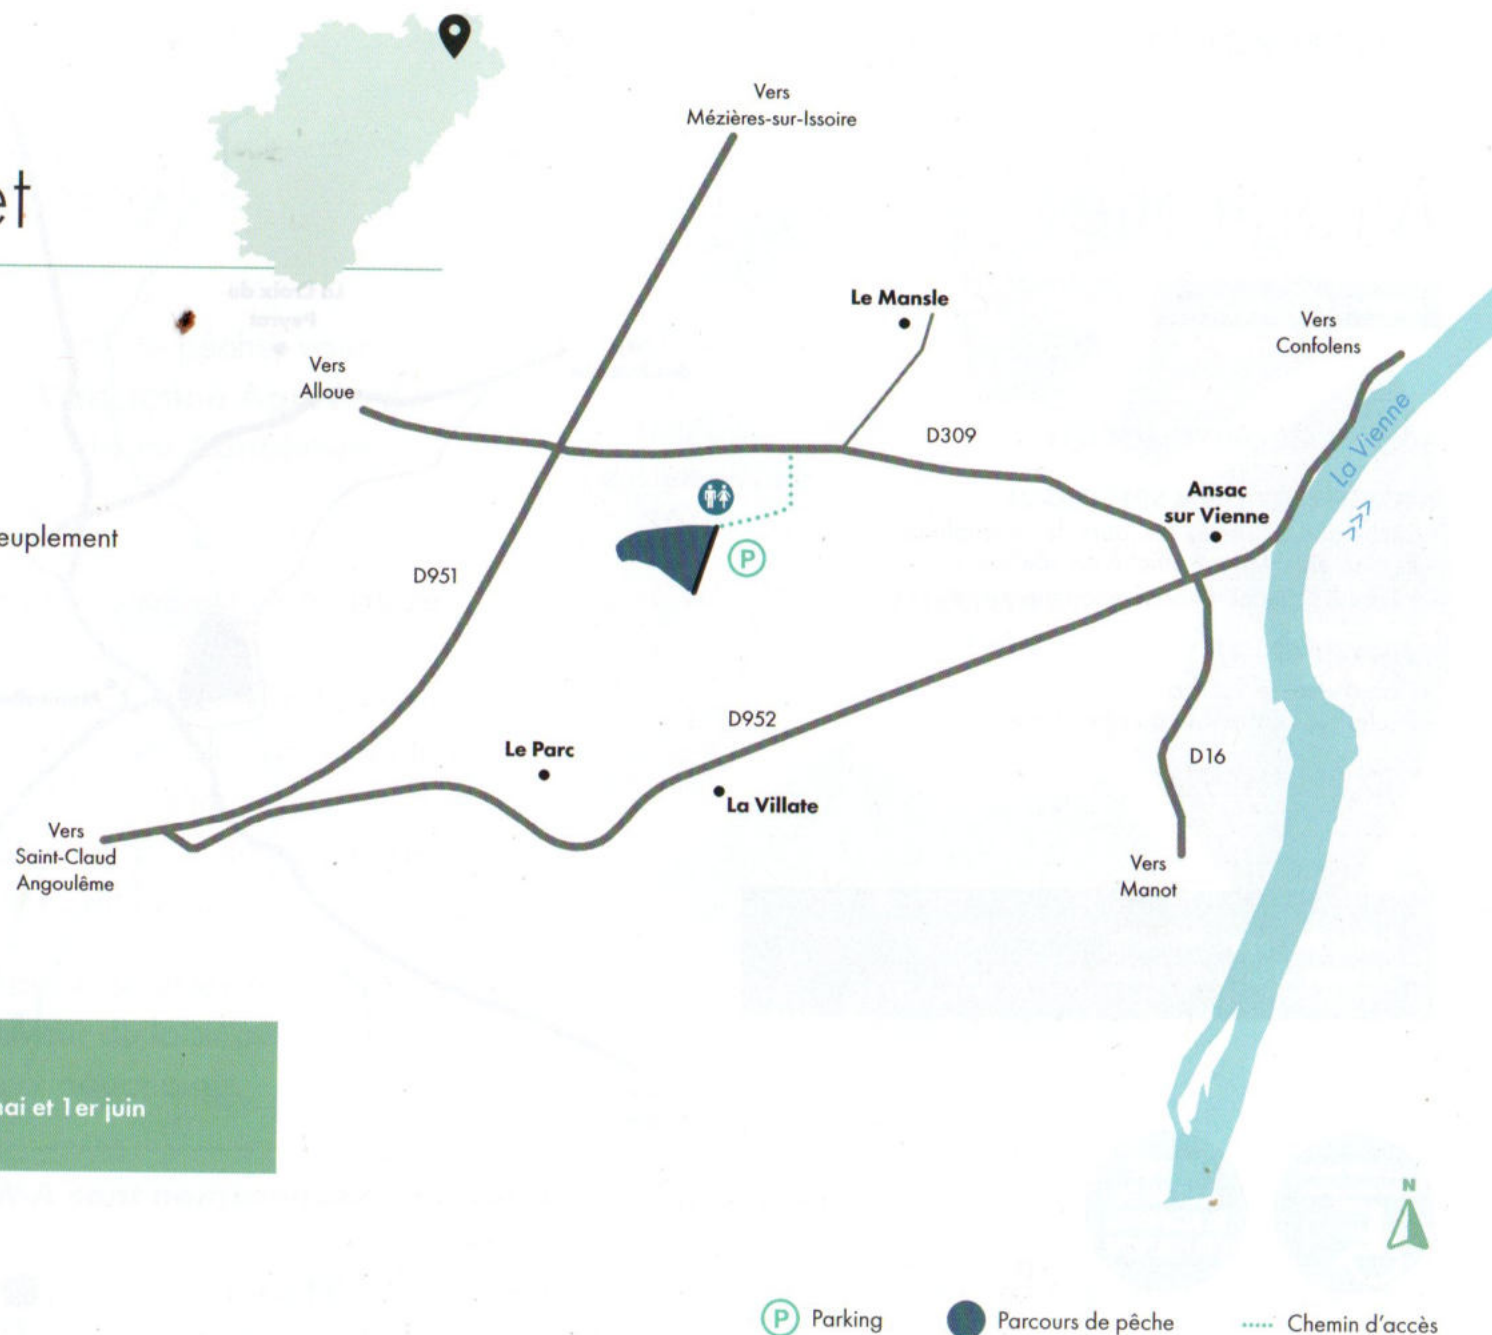 et
Vers
Mézières-sur-Issoire
Le Mansle
Vers
Confolens
Vers
Alloue
La Vienne
D309
Ansac
sur Vienne
euplement
D951
P
D952
Le Parc
D16
La Villate
Vers
Saint-Claud
Angoulême
Vers
Manot
ai et 1er juin
N
P Parking
Parcours de pêche
Chemin d'accès